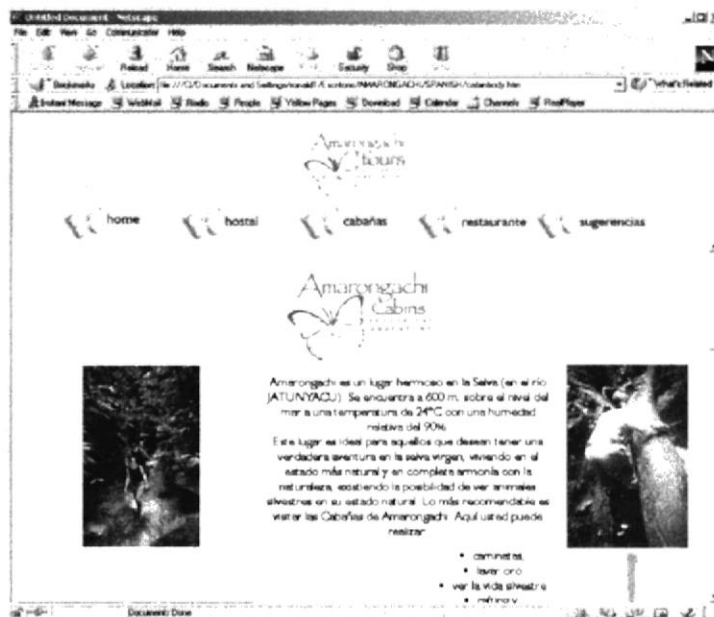 Untitled Document - Netscape
File Edit View Go Communicator Help
Reload Home Search Netscape Security Shop
Bookmarks Location: What's Related
Instant Message WebMail Radio People Yellow Pages Download Calendar Channels RealPlayer
Amarongachi
tours
home hostal cabañas restaurante sugerencias
Amarongachi
Cabins
Amarongachi es un lugar hermoso en la Selva (en el río
JATUNYACU). Se encuentra a 600 m. sobre el nivel del
mar a una temperatura de 24°C con una humedad
relativa del 90%
Este lugar es ideal para aquellos que desean tener una
verdadera aventura en la selva virgen, viviendo en el
estado más natural y en completa armonía con la
naturaleza, existiendo la posibilidad de ver animales
silvestres en su estado natural. Lo más recomendable es
visitar las Cabañas de Amarongachi. Aquí usted puede
realizar:
• caminatas,
• lavar oro
• ver la vida silvestre
Document: Done